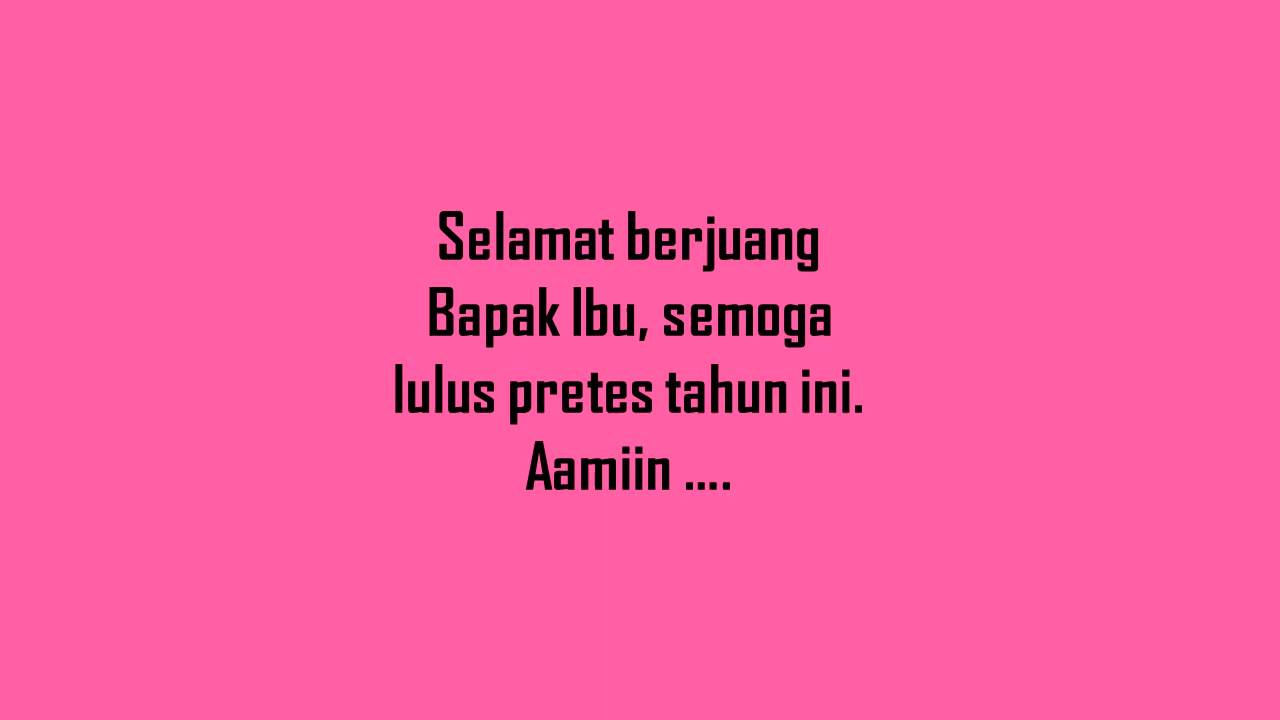 Selamat berjuang
Bapak Ibu, semoga
lulus pretes tahun ini.
Aamiin ....